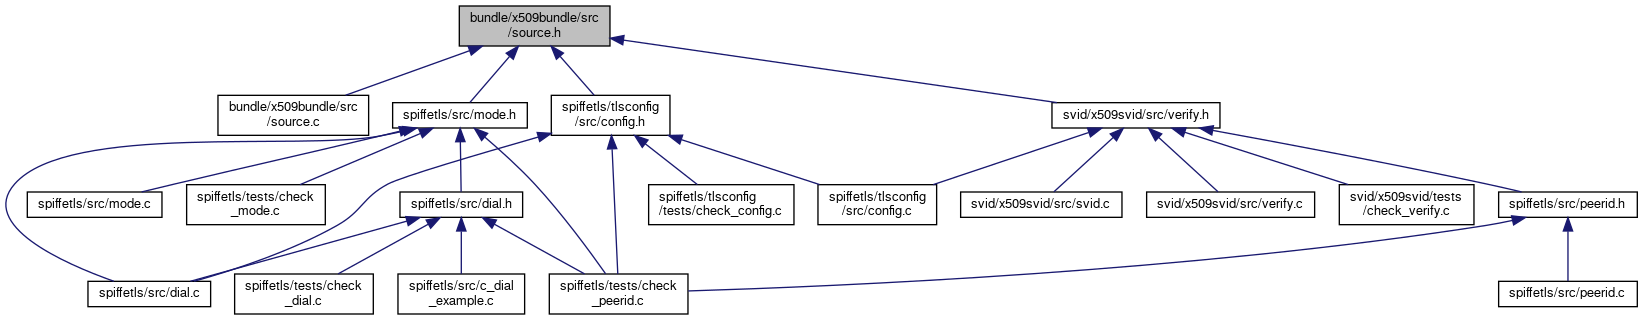 bundle/x509bundle/src
/source.h
bundle/x509bundle/src
/source.c
spiffetls/src/mode.h
spiffetls/tlsconfig
/src/config.h
svid/x509svid/src/verify.h
spiffetls/src/mode.c
spiffetls/tests/check
_mode.c
spiffetls/src/dial.h
spiffetls/tlsconfig
/tests/check_config.c
spiffetls/tlsconfig
/src/config.c
svid/x509svid/src/svid.c
svid/x509svid/src/verify.c
svid/x509svid/tests
/check_verify.c
spiffetls/src/peerid.h
spiffetls/src/dial.c
spiffetls/tests/check
_dial.c
spiffetls/src/c_dial
_example.c
spiffetls/tests/check
_peerid.c
spiffetls/src/peerid.c